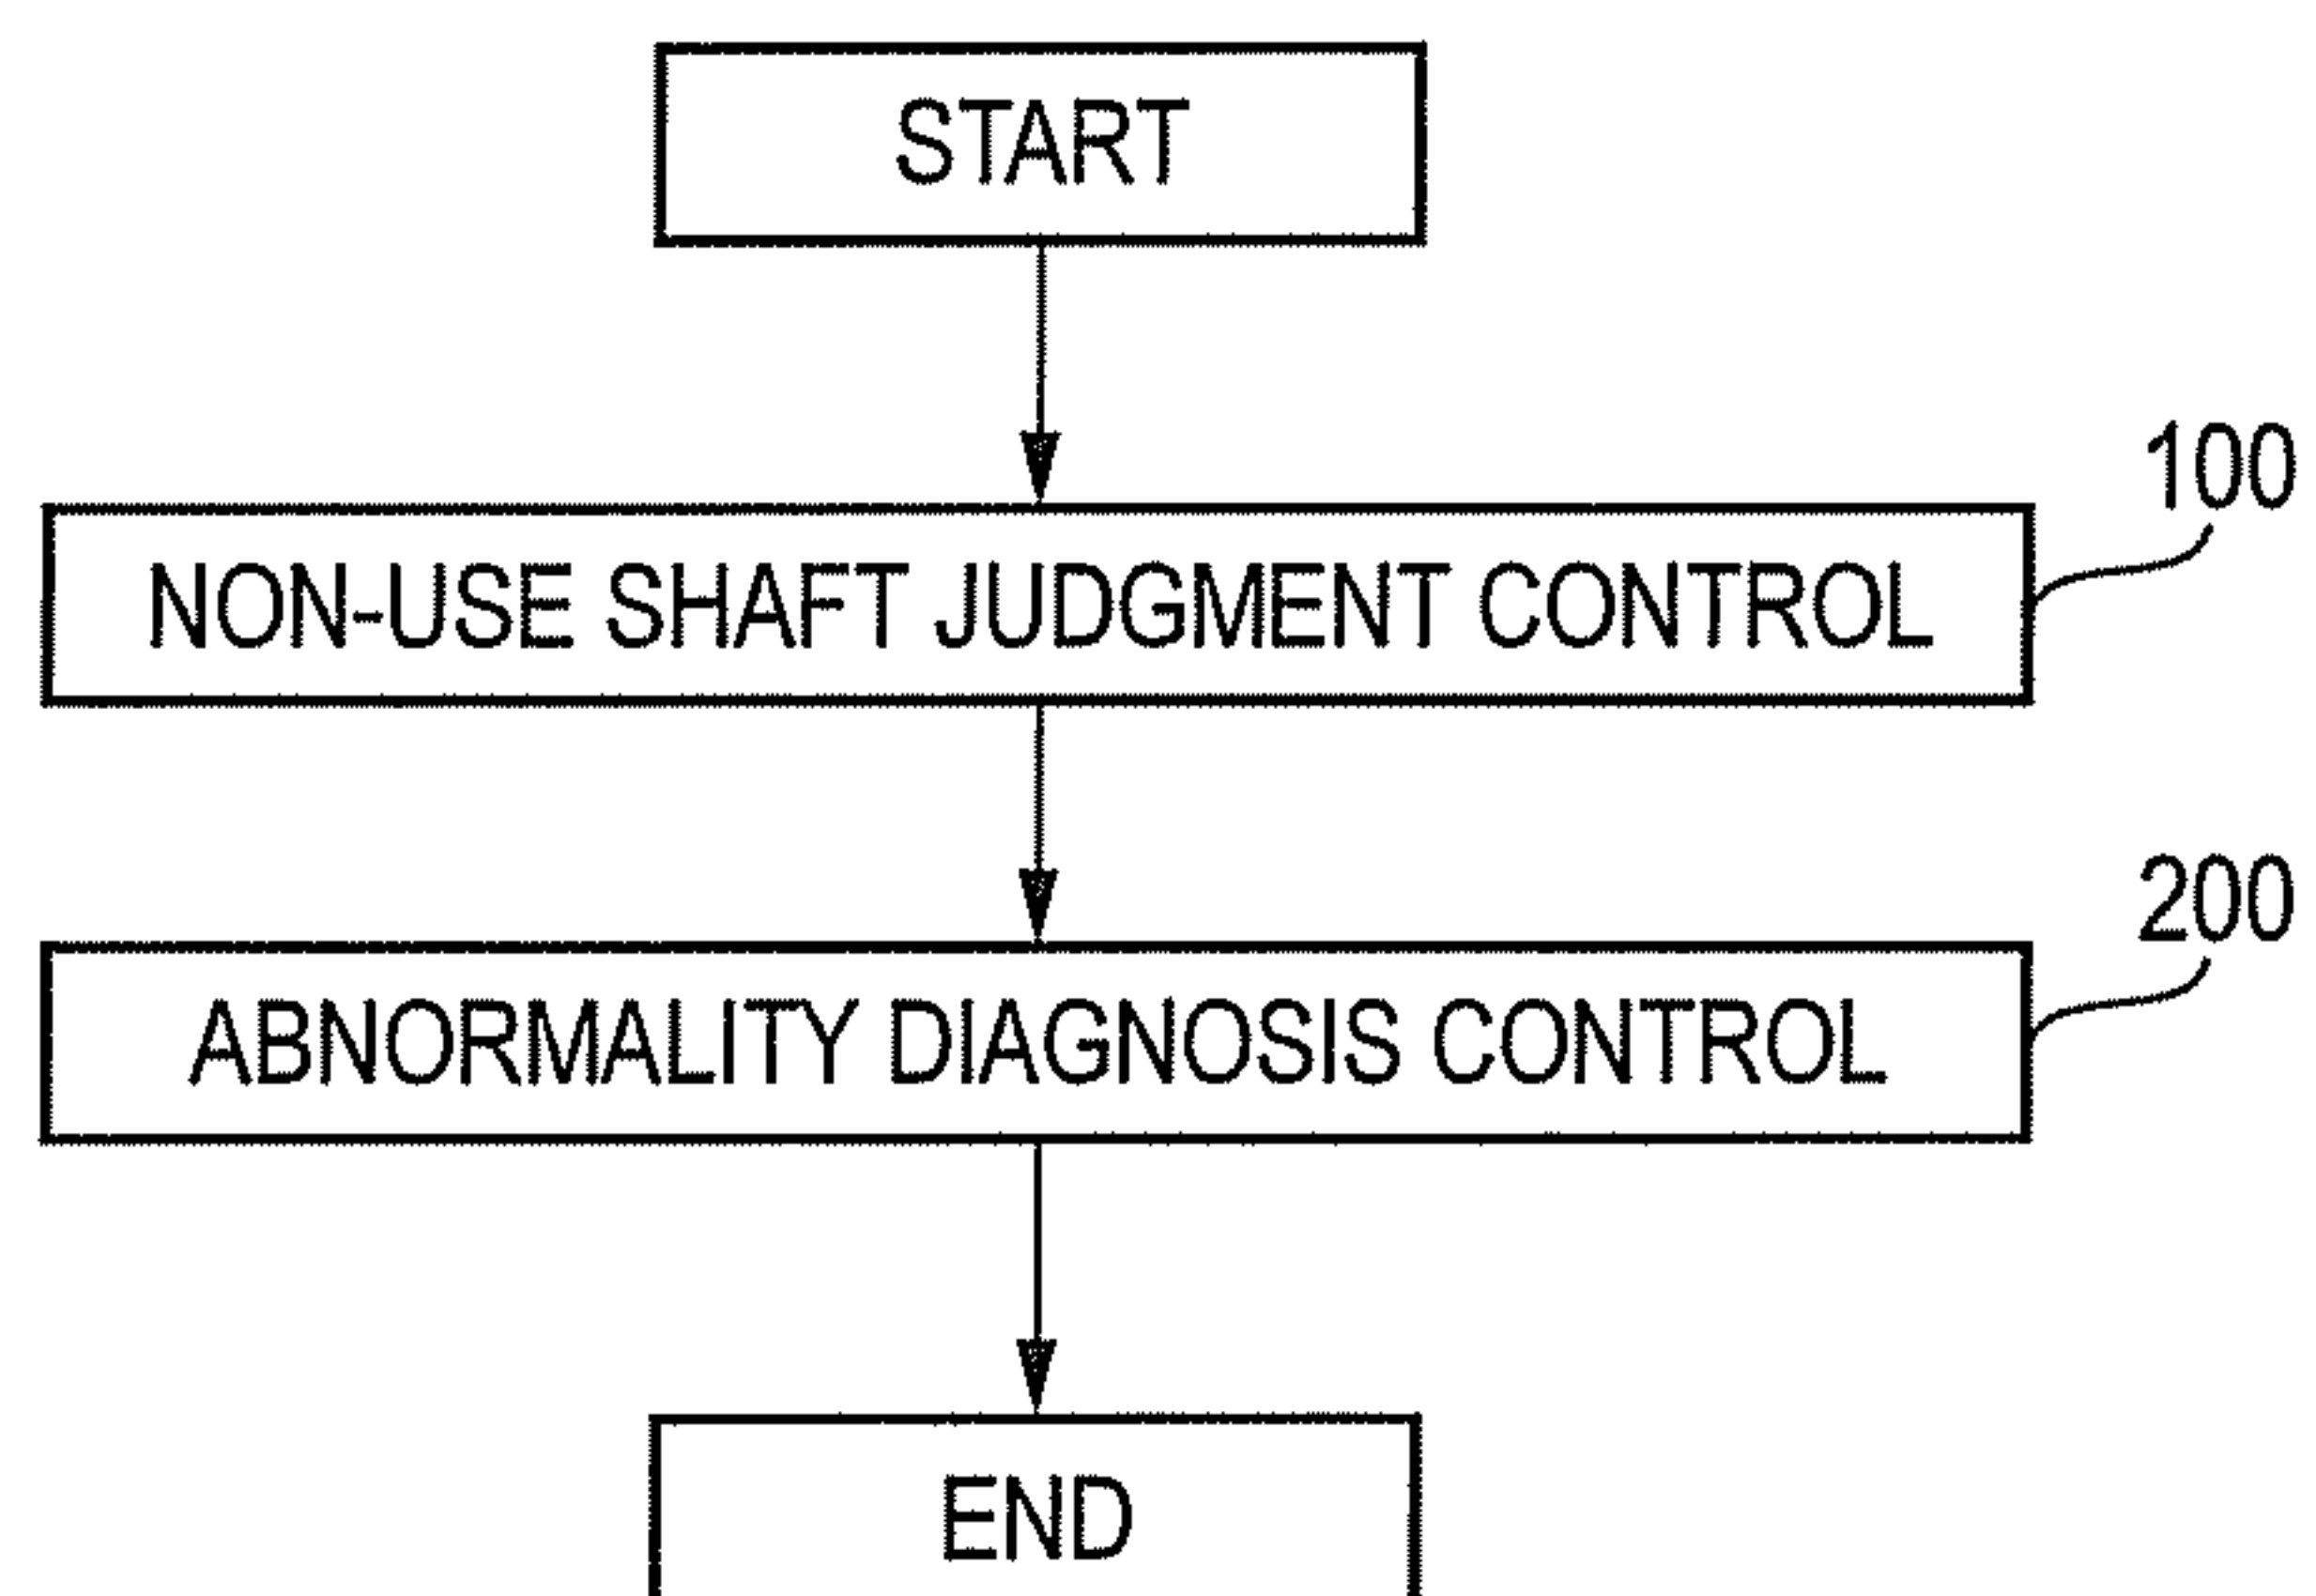 START
100
NON-USE SHAFT JUDGMENT CONTROL
200
ABNORMALITY DIAGNOSIS CONTROL
END